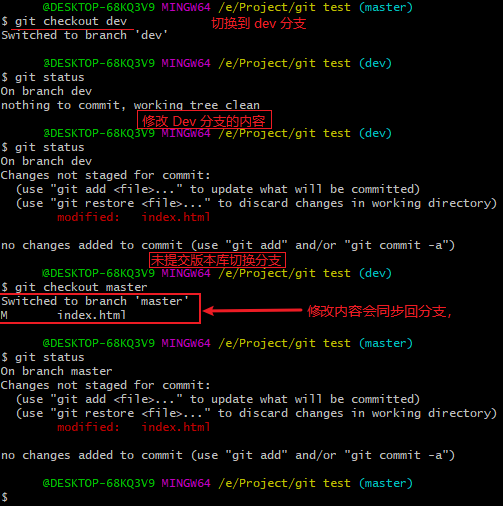 @DESKTOP-68KQ3V9 MINGW64 /e/Project/git test (master)
$ git checkout dev 切换到 dev 分支
Switched to branch 'dev'
@DESKTOP-68KQ3V9 MINGW64 /e/Project/git test (dev)
$ git status
On branch dev
nothing to commit, working tree clean
修改 Dev 分支的内容
@DESKTOP-68KQ3V9 MINGW64 /e/Project/git test (dev)
$ git status
On branch dev
Changes not staged for commit:
(use "git add <file>..." to update what will be committed)
(use "git restore <file>..." to discard changes in working directory)
modified: index.html
no changes added to commit (use "git add" and/or "git commit -a")
未提交版本库切换分支
@DESKTOP-68KQ3V9 MINGW64 /e/Project/git test (dev)
$ git checkout master
Switched to branch 'master'
M index.html 修改内容会同步回分支,
@DESKTOP-68KQ3V9 MINGW64 /e/Project/git test (master)
$ git status
On branch master
Changes not staged for commit:
(use "git add <file>..." to update what will be committed)
(use "git restore <file>..." to discard changes in working directory)
modified: index.html
no changes added to commit (use "git add" and/or "git commit -a")
@DESKTOP-68KQ3V9 MINGW64 /e/Project/git test (master)
$